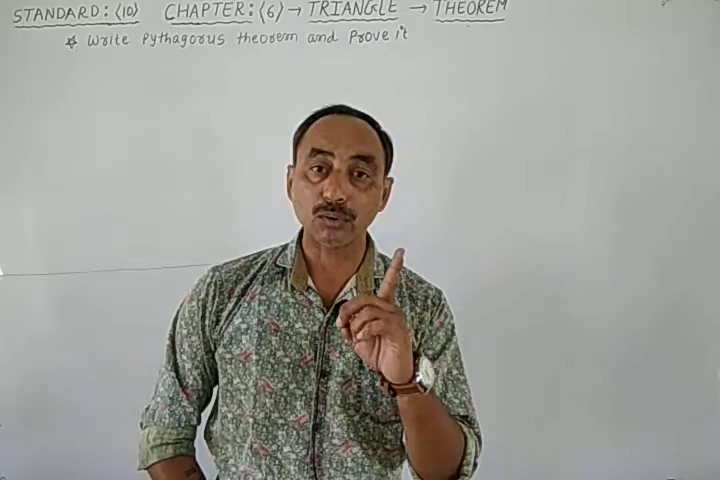 STANDARD: <10> CHAPTER: <6> → TRIANGLE → THEOREM
* Write Pythagorus theorem and Prove it